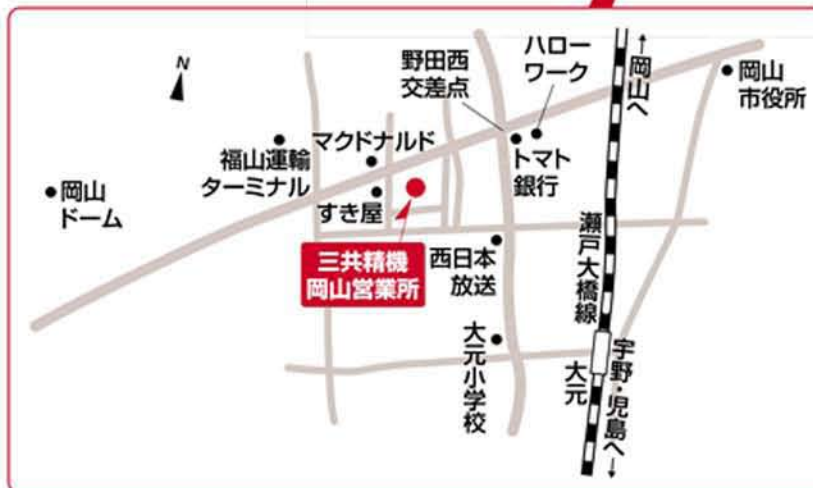 N
野田西
交差点
ハロー
ワーク
↑岡山へ
岡山
市役所
福山運輸
ターミナル
マクドナルド
トマト
銀行
岡山
ドーム
すき屋
三共精機
岡山営業所
西日本
放送
瀬戸大橋線
大元小学校
大元
宇野・児島へ↓